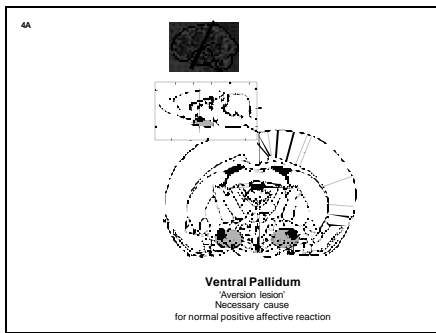 4A
Ventral Pallidum
'Aversion lesion'
Necessary cause
for normal positive affective reaction